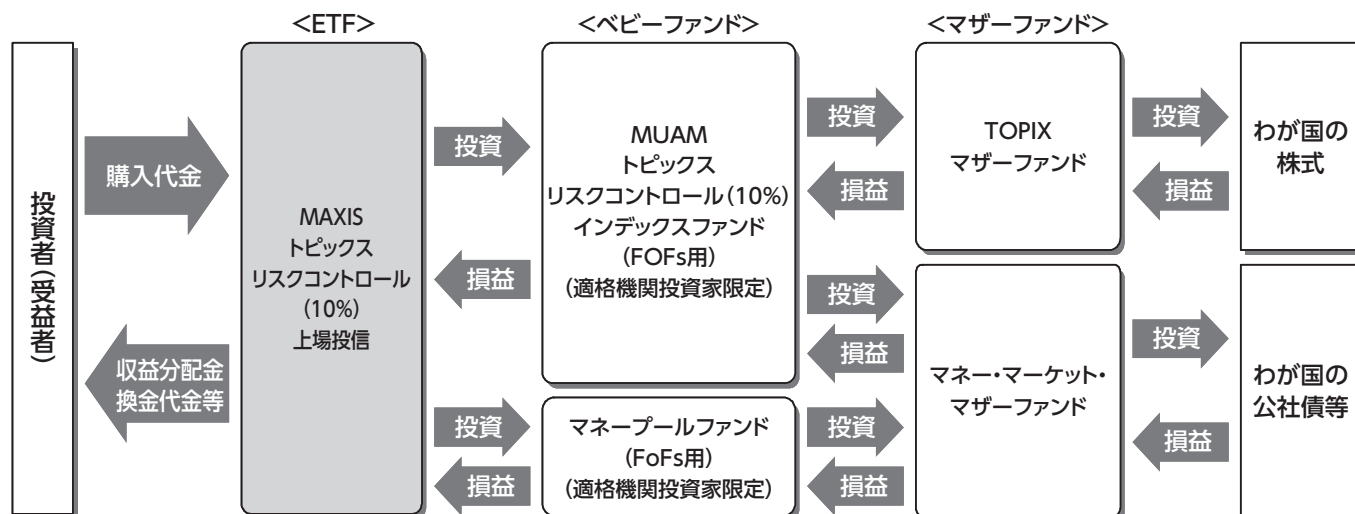 ＜ETF＞
＜ベビーファンド＞
＜マザーファンド＞
投資者（受益者）
購入代金
収益分配金
換金代金等
MAXIS
トピックス
リスクコントロール
（10%）
上場投信
投資
損益
投資
損益
MUAM
トピックス
リスクコントロール（10%）
インデックスファンド
（FOFs用）
（適格機関投資家限定）
マネープールファンド
（FoFs用）
（適格機関投資家限定）
投資
損益
投資
損益
投資
損益
TOPIX
マザーファンド
マネー・マーケット・
マザーファンド
投資
損益
投資
損益
わが国の
株式
わが国の
公社債等